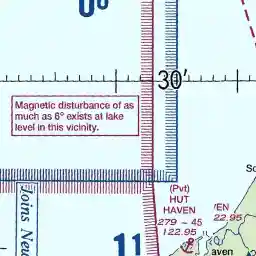 0°
30'
Magnetic disturbance of as
much as 6° exists at lake
level in this vicinity.
(Pvt)
HUT
HAVEN
279 – 45
122.95
22.95
11
Joins New